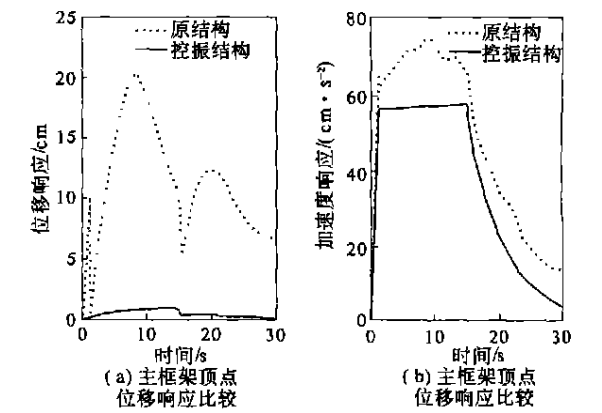 25
20
15
10
5
0
位移响应/cm
原结构
控振结构
0
10
20
30
时间/s
(a)主框架顶点
位移响应比较
80
60
40
20
0
加速度响应/(cm·s⁻²)
原结构
控振结构
0
10
20
30
时间/s
(b)主框架顶点
位移响应比较